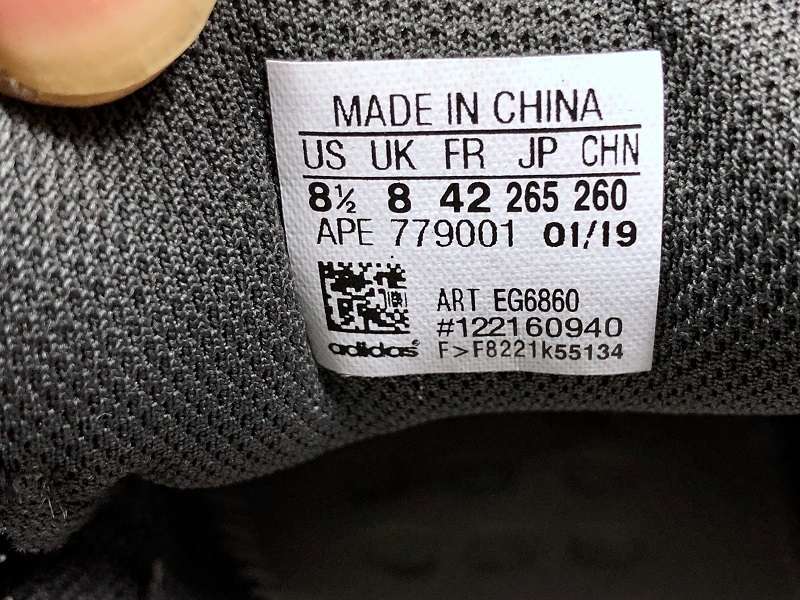 MADE IN CHINA
US UK FR JP CHN
8½ 8 42 265 260
APE 779001 01/19
ART EG6860
#122160940
adidas® F>F8221k55134